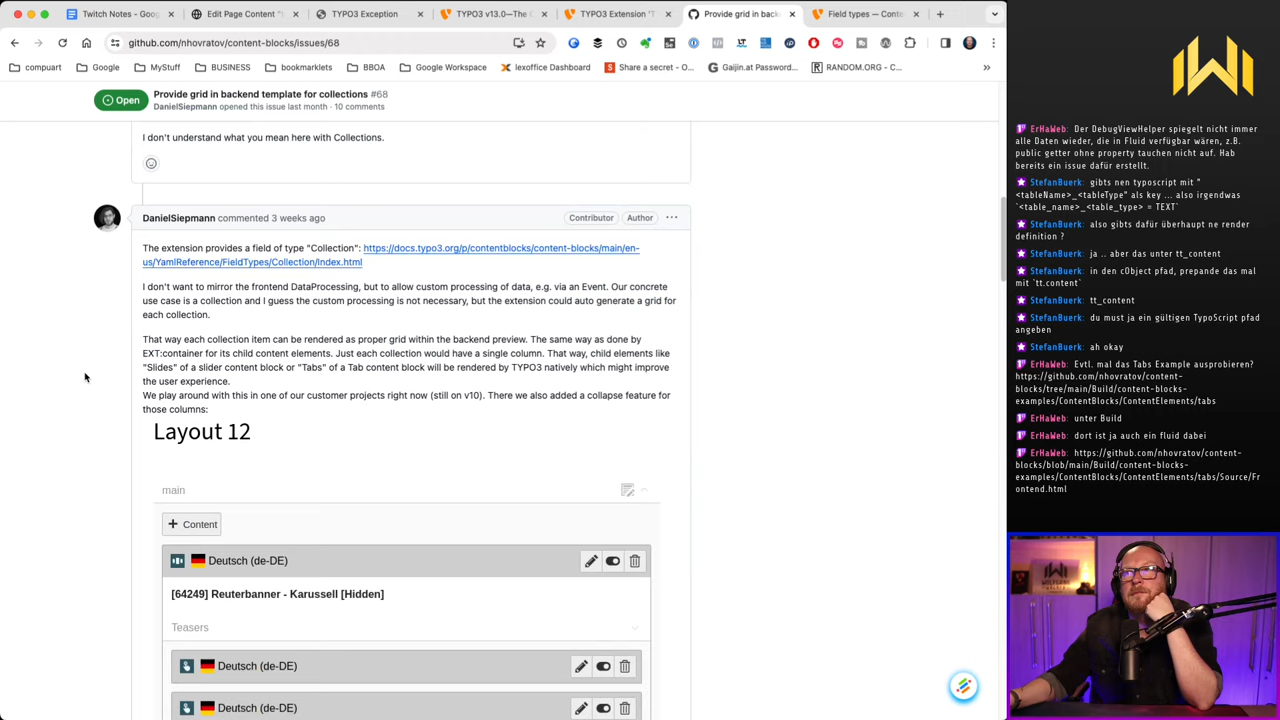 Twitch Notes - Goog
Edit Page Content "
TYPO3 Exception
TYPO3 v13.0—The C
TYPO3 Extension "T
Provide grid in back
Field types — Conte
github.com/nhovratov/content-blocks/issues/68
compuart
Google
MyStuff
BUSINESS
bookmarklets
BBOA
Google Workspace
lexoffice Dashboard
Share a secret - O...
Gaijin.at Password...
RANDOM.ORG - C...
»
Open
Provide grid in backend template for collections #68
DanielSiepmann opened this issue last month · 10 comments
I don't understand what you mean here with Collections.
DanielSiepmann commented 3 weeks ago
Contributor
Author
···
The extension provides a field of type "Collection": https://docs.typo3.org/p/contentblocks/content-blocks/main/en-
us/YamlReference/FieldTypes/Collection/Index.html
I don't want to mirror the frontend DataProcessing, but to allow custom processing of data, e.g. via an Event. Our concrete
use case is a collection and I guess the custom processing is not necessary, but the extension could auto generate a grid for
each collection.
That way each collection item can be rendered as proper grid within the backend preview. The same way as done by
EXT:container for its child content elements. Just each collection would have a single column. That way, child elements like
"Slides" of a slider content block or "Tabs" of a Tab content block will be rendered by TYPO3 natively which might improve
the user experience.
We play around with this in one of our customer projects right now (still on v10). There we also added a collapse feature for
those columns:
Layout 12
main
+ Content
Deutsch (de-DE)
[64249] Reuterbanner - Karussell [Hidden]
Teasers
Deutsch (de-DE)
Deutsch (de-DE)
ErHaWeb: Der DebugViewHelper spiegelt nicht immer
alle Daten wieder, die in Fluid verfügbar wären, z.B.
public getter ohne property tauchen nicht auf. Hab
bereits ein issue dafür erstellt.
StefanBuerk: gibts nen typoscript mit "
<tableName>_<tableType" als key ... also irgendwas
`<table_name>_<table_type> = TEXT`
StefanBuerk: also gibts dafür überhaupt ne render
definition ?
StefanBuerk: ja .. aber das unter tt_content
StefanBuerk: in den cObject pfad, prepande das mal
mit `tt.content`
StefanBuerk: tt_content
StefanBuerk: du must ja ein gültigen TypoScript pfad
angeben
StefanBuerk: ah okay
ErHaWeb: Evtl. mal das Tabs Example ausprobieren?
https://github.com/nhovratov/content-
blocks/tree/main/Build/content-blocks-
examples/ContentBlocks/ContentElements/tabs
ErHaWeb: unter Build
ErHaWeb: dort ist ja auch ein fluid dabei
ErHaWeb: https://github.com/nhovratov/content-
blocks/blob/main/Build/content-blocks-
examples/ContentBlocks/ContentElements/tabs/Source/Fr
ontend.html